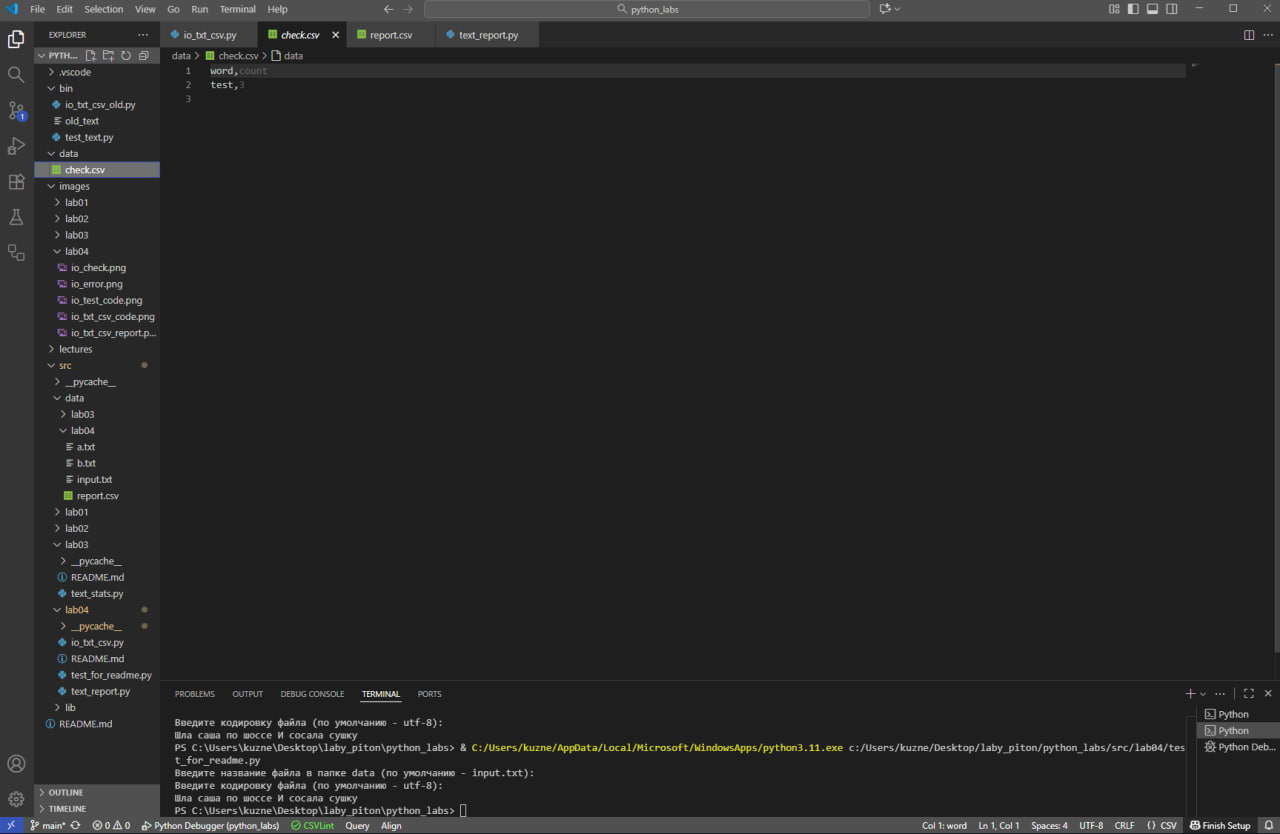 File Edit Selection View Go Run Terminal Help
python_labs
EXPLORER
PYTH...
.vscode
bin
io_txt_csv_old.py
old_text
test_text.py
data
check.csv
images
lab01
lab02
lab03
lab04
io_check.png
io_error.png
io_test_code.png
io_txt_csv_code.png
io_txt_csv_report.p...
lectures
src
__pycache__
data
lab03
lab04
a.txt
b.txt
input.txt
report.csv
lab01
lab02
lab03
__pycache__
README.md
text_stats.py
lab04
__pycache__
io_txt_csv.py
README.md
test_for_readme.py
text_report.py
lib
README.md
OUTLINE
TIMELINE
io_txt_csv.py check.csv report.csv text_report.py
data > check.csv > data
1 word,count
2 test,3
3
PROBLEMS OUTPUT DEBUG CONSOLE TERMINAL PORTS
Введите кодировку файла (по умолчанию - utf-8):
Шла саша по шоссе И сосала сушку
PS C:\Users\kuzne\Desktop\laby_piton\python_labs> & C:/Users/kuzne/AppData/Local/Microsoft/WindowsApps/python3.11.exe c:/Users/kuzne/Desktop/laby_piton/python_labs/src/lab04/tes
t_for_readme.py
Введите название файла в папке data (по умолчанию - input.txt):
Введите кодировку файла (по умолчанию - utf-8):
Шла саша по шоссе И сосала сушку
PS C:\Users\kuzne\Desktop\laby_piton\python_labs>
Python
Python
Python Deb...
1
main* 0 0 Python Debugger (python_labs) CSVLint Query Align
Col 1: word Ln 1, Col 1 Spaces: 4 UTF-8 CRLF {} CSV Finish Setup